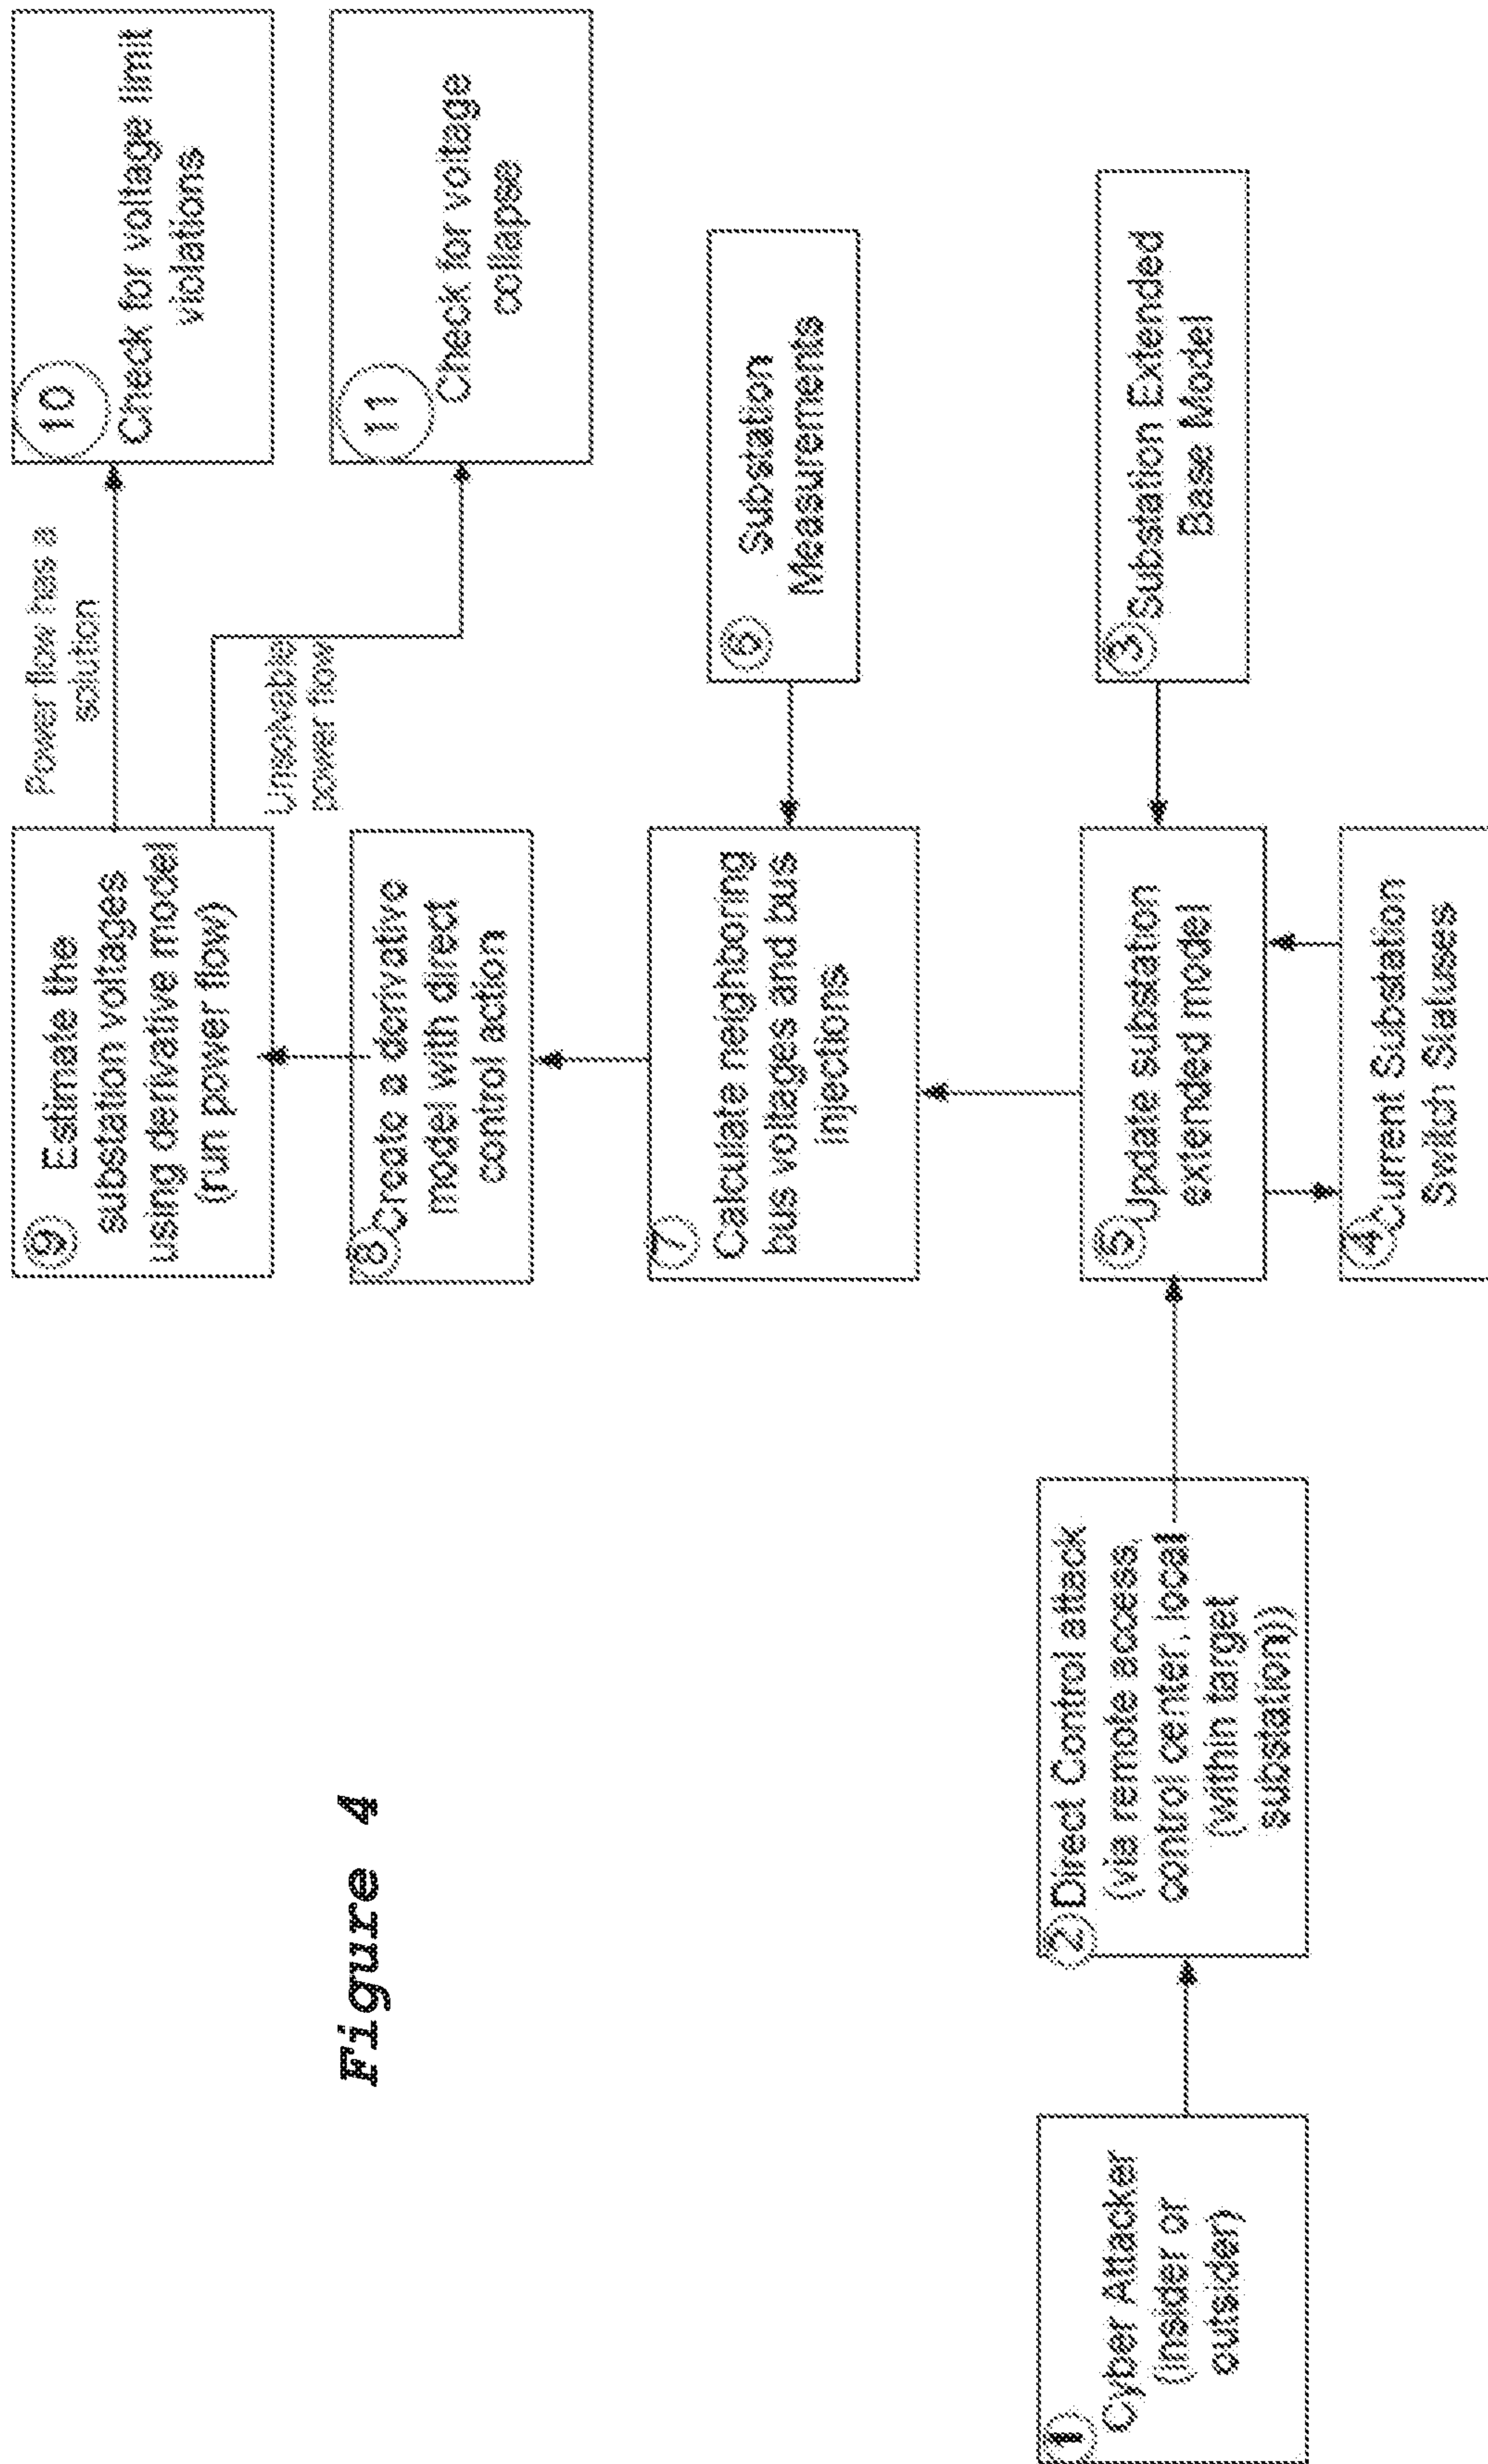 Figure 4
1
Cyber Attacker
(insider or
outsider)
2
Direct Control attack
(via remote access,
control center, local
(within target
substation))
3
Substation Extended
Base Model
4
Current Substation
Switch Statuses
5
Update substation
extended model
6
Substation
Measurements
7
Calculate neighboring
bus voltages and bus
injections
8
Create a derivative
model with direct
control action
9
Estimate the
substation voltages
using derivative model
(run power flow)
Power flow has a
solution
Unsolvable
power flow
10
Check for voltage limit
violations
11
Check for voltage
collapse